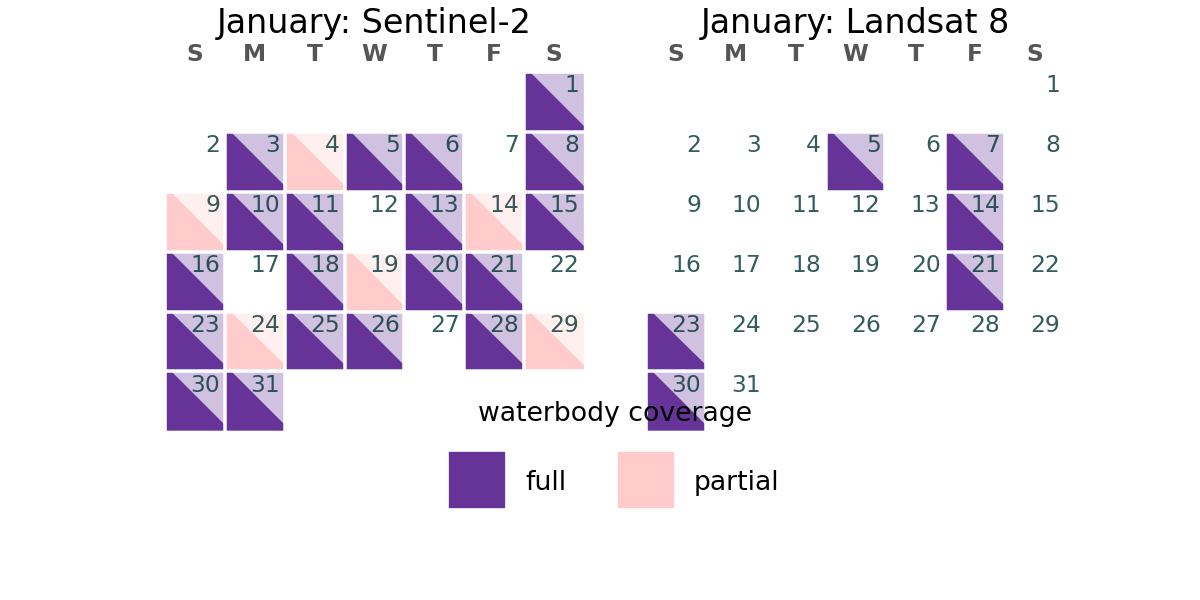 January: Sentinel-2
S M T W T F S
1
2 3 4 5 6 7 8
9 10 11 12 13 14 15
16 17 18 19 20 21 22
23 24 25 26 27 28 29
30 31
January: Landsat 8
S M T W T F S
1
2 3 4 5 6 7 8
9 10 11 12 13 14 15
16 17 18 19 20 21 22
23 24 25 26 27 28 29
30 31
waterbody coverage
full partial